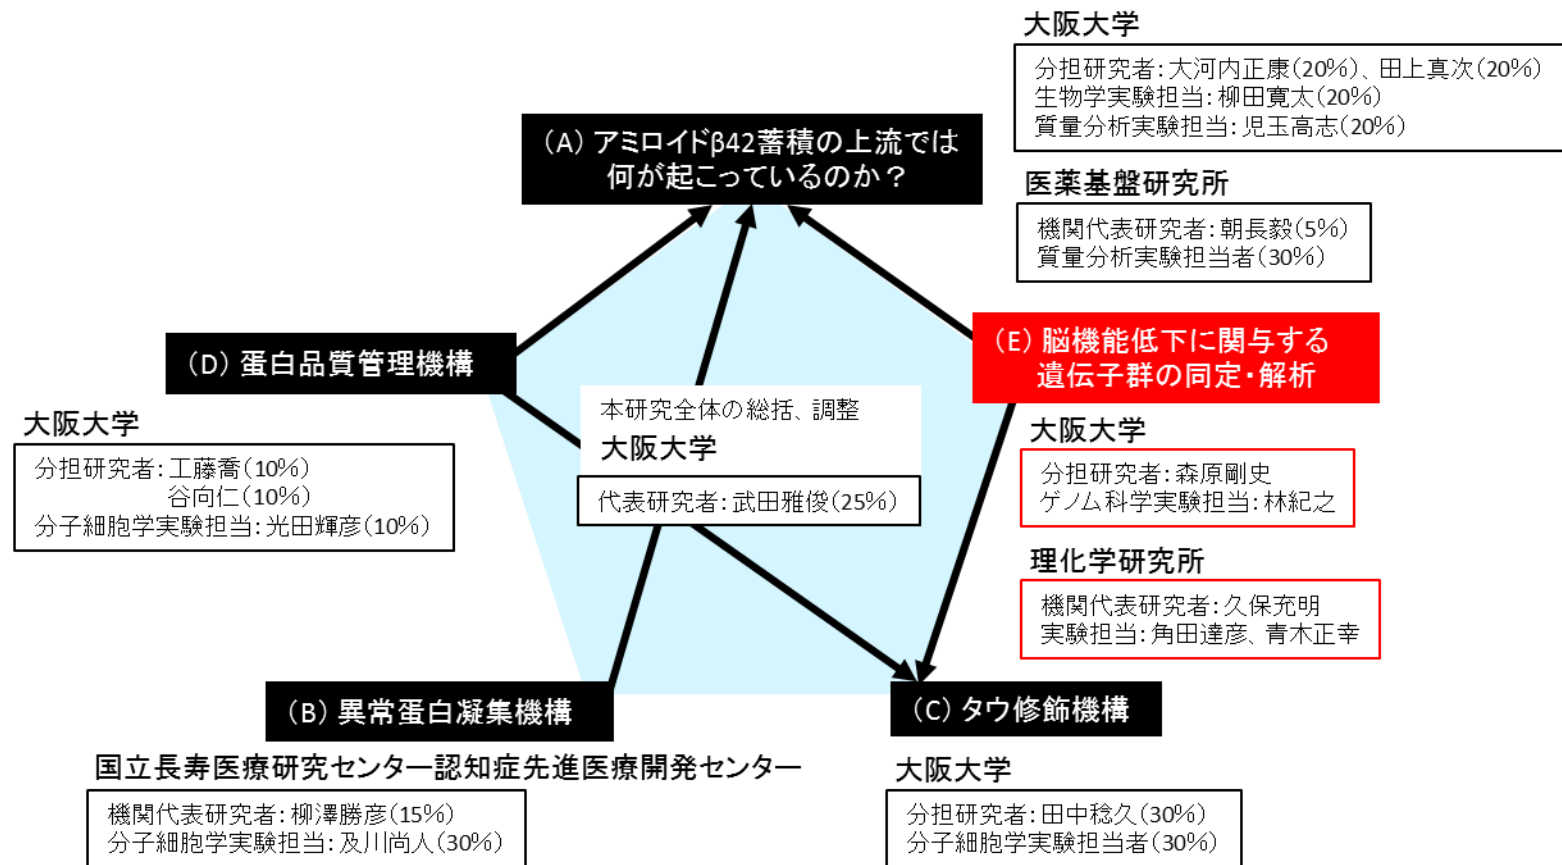 大阪大学
分担研究者:大河内正康(20%)、田上真次(20%)
生物学実験担当:柳田寛太(20%)
質量分析実験担当:児玉高志(20%)
(A) アミロイドβ42蓄積の上流では
何が起こっているのか?
医薬基盤研究所
機関代表研究者:朝長毅(5%)
質量分析実験担当者(30%)
(D) 蛋白品質管理機構
(E) 脳機能低下に関与する
遺伝子群の同定・解析
大阪大学
分担研究者:工藤喬(10%)
谷向仁(10%)
分子細胞学実験担当:光田輝彦(10%)
本研究全体の総括、調整
大阪大学
代表研究者:武田雅俊(25%)
大阪大学
分担研究者:森原剛史
ゲノム科学実験担当:林紀之
理化学研究所
機関代表研究者:久保充明
実験担当:角田達彦、青木正幸
(B) 異常蛋白凝集機構
国立長寿医療研究センター認知症先進医療開発センター
機関代表研究者:柳澤勝彦(15%)
分子細胞学実験担当:及川尚人(30%)
(C) タウ修飾機構
大阪大学
分担研究者:田中稔久(30%)
分子細胞学実験担当者(30%)